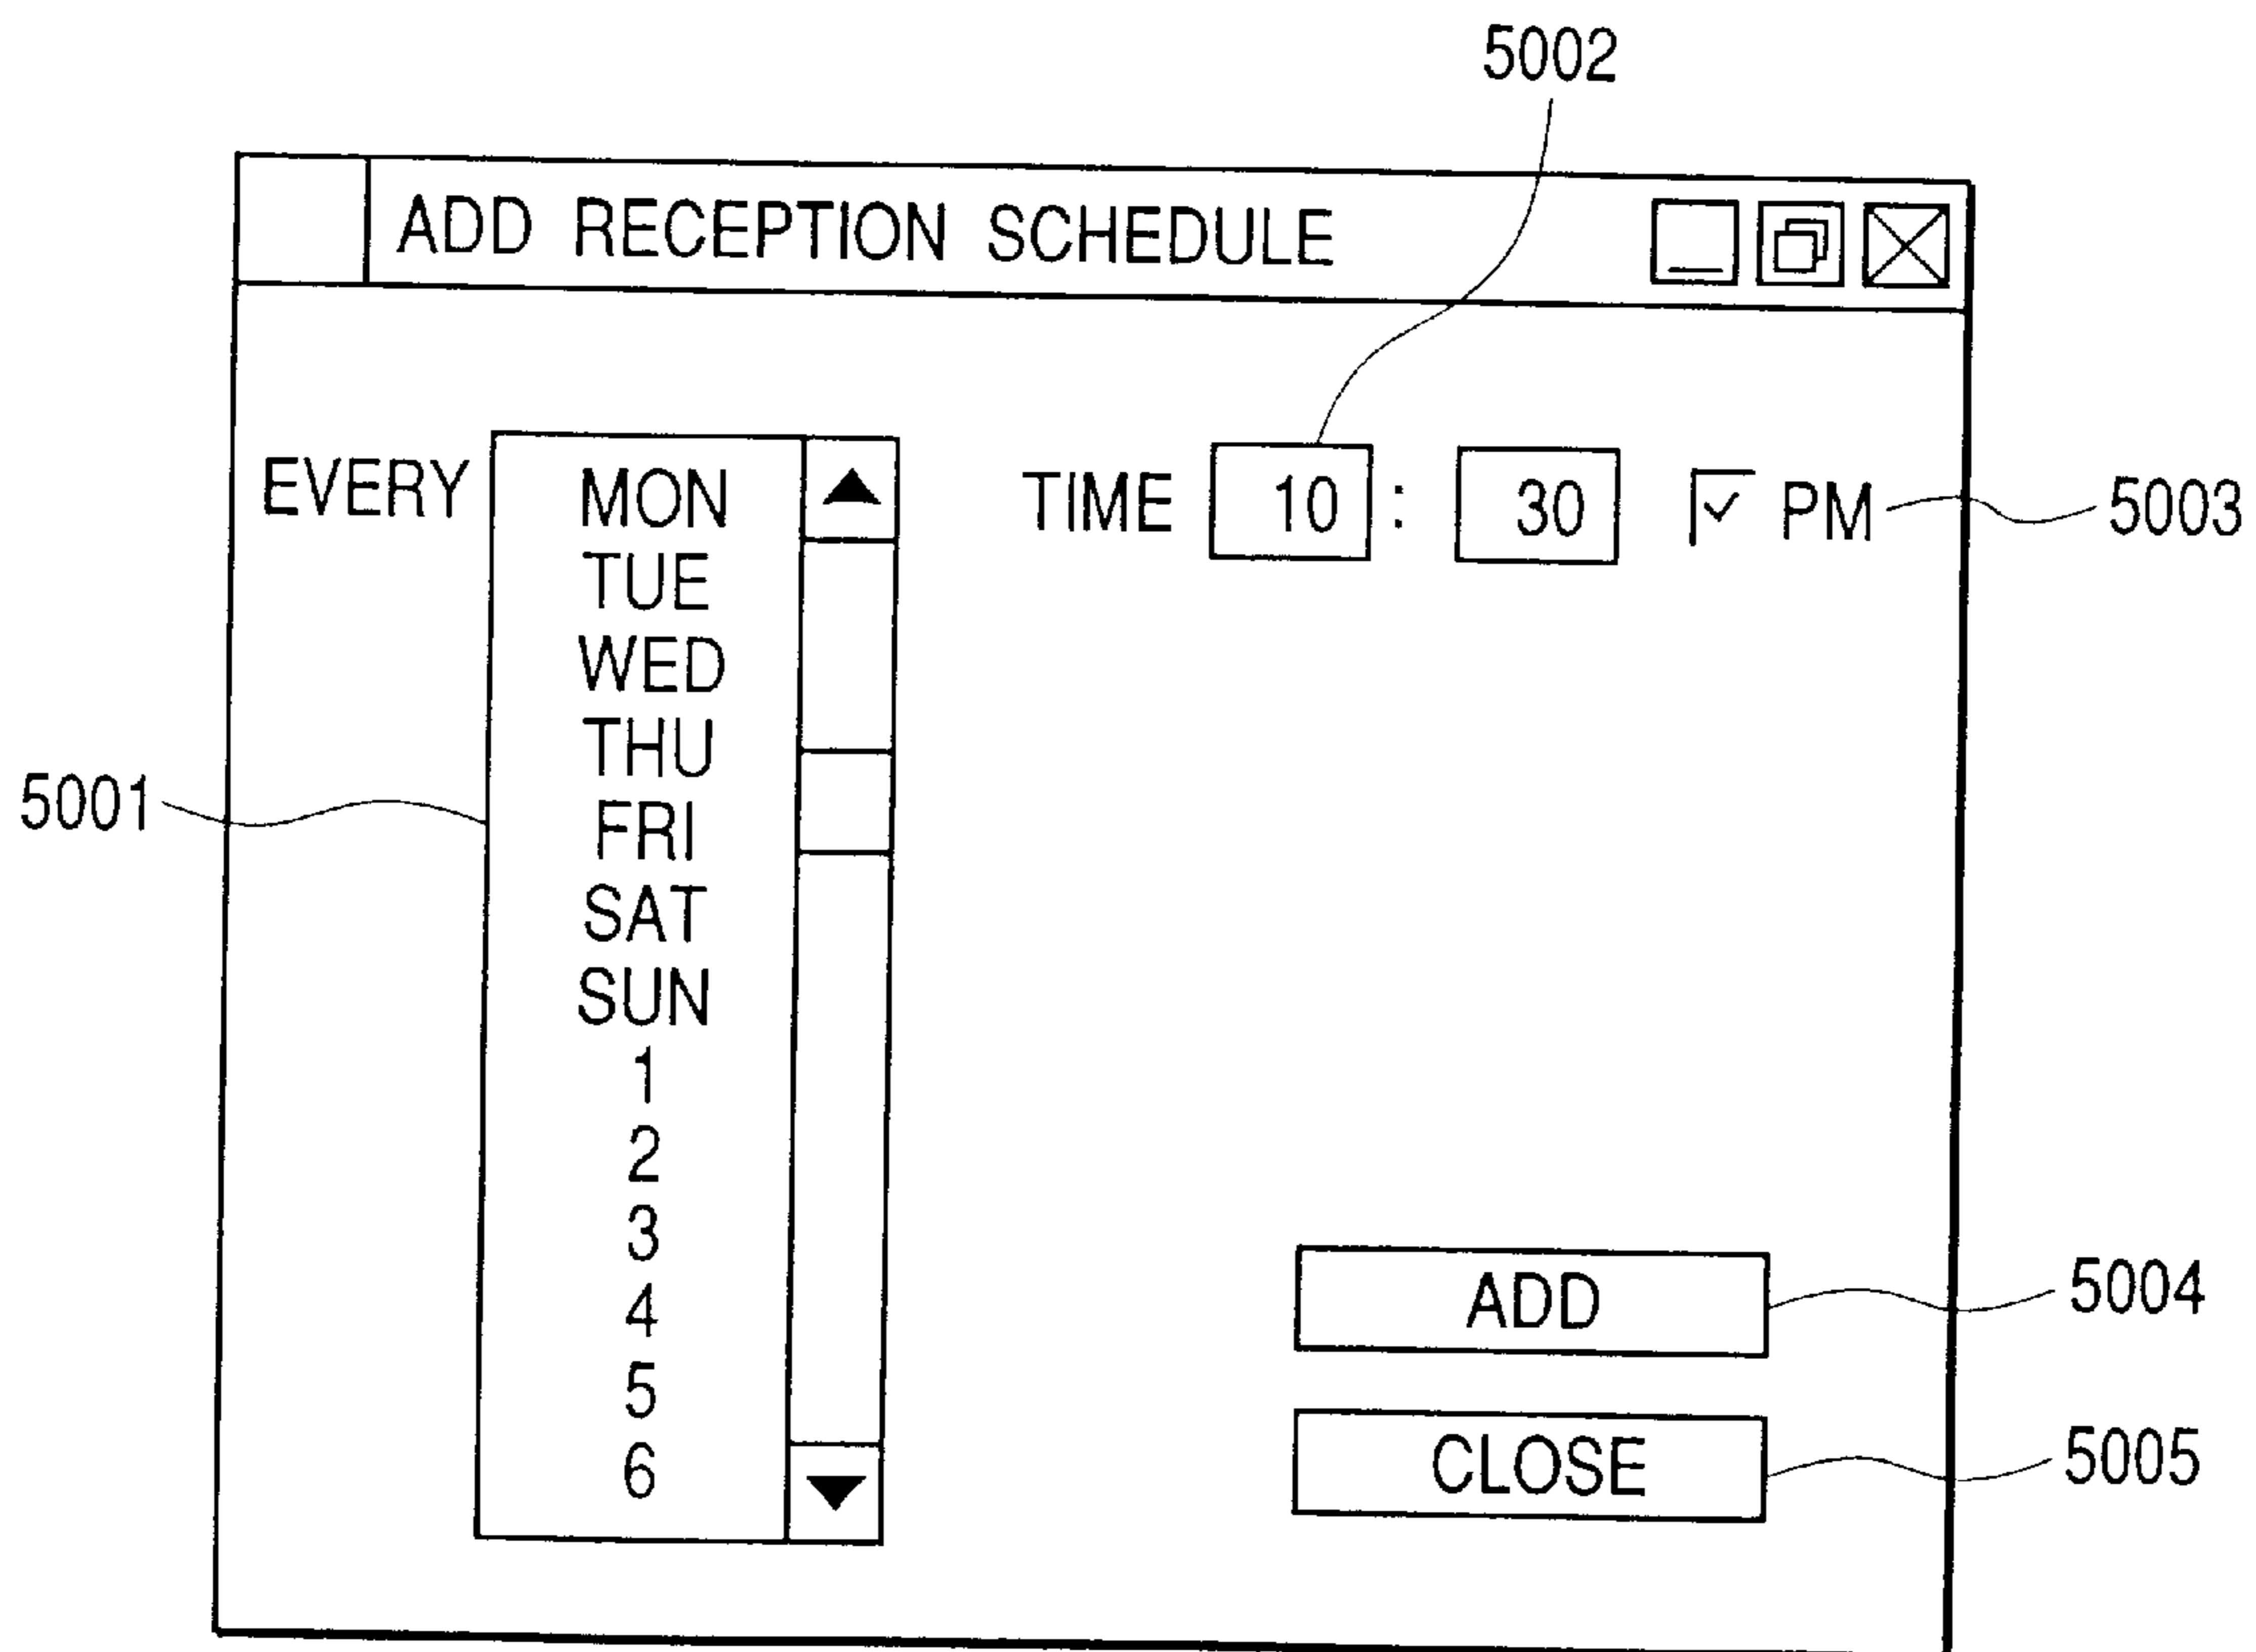 5002
ADD RECEPTION SCHEDULE
EVERY
MON
TUE
WED
THU
FRI
SAT
SUN
1
2
3
4
5
6
TIME 10 : 30 PM
5003
5001
ADD
5004
CLOSE
5005